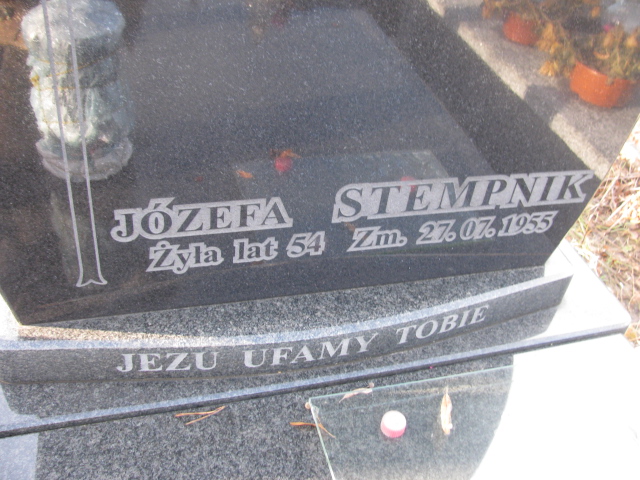 JÓZEFA STEMPNIK
Żyła lat 54 Zm. 27.07.1955
JEZU UFAMY TOBIE